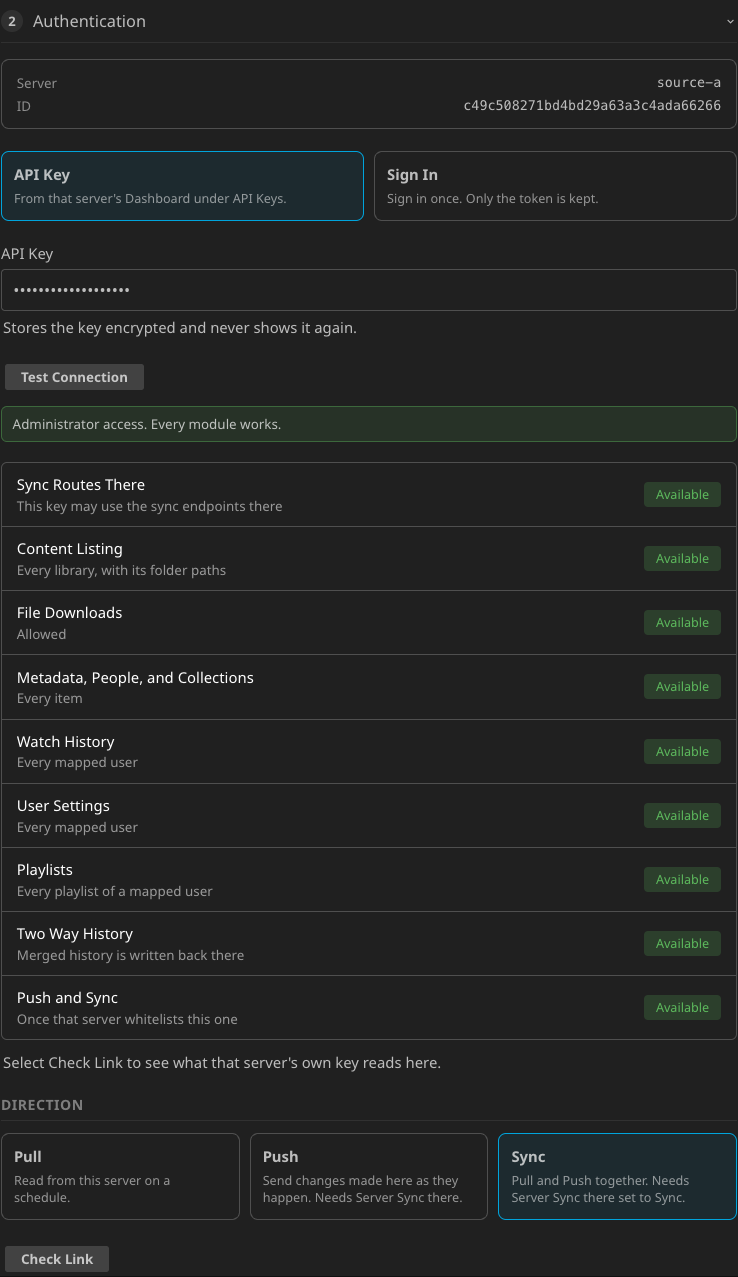 2 Authentication
Server source-a
ID c49c508271bd4bd29a63a3c4ada66266
API Key
From that server's Dashboard under API Keys.
Sign In
Sign in once. Only the token is kept.
API Key
•••••••••••••••••••
Stores the key encrypted and never shows it again.
Test Connection
Administrator access. Every module works.
Sync Routes There
This key may use the sync endpoints there
Available
Content Listing
Every library, with its folder paths
Available
File Downloads
Allowed
Available
Metadata, People, and Collections
Every item
Available
Watch History
Every mapped user
Available
User Settings
Every mapped user
Available
Playlists
Every playlist of a mapped user
Available
Two Way History
Merged history is written back there
Available
Push and Sync
Once that server whitelists this one
Available
Select Check Link to see what that server's own key reads here.
DIRECTION
Pull
Read from this server on a
schedule.
Push
Send changes made here as they
happen. Needs Server Sync there.
Sync
Pull and Push together. Needs
Server Sync there set to Sync.
Check Link